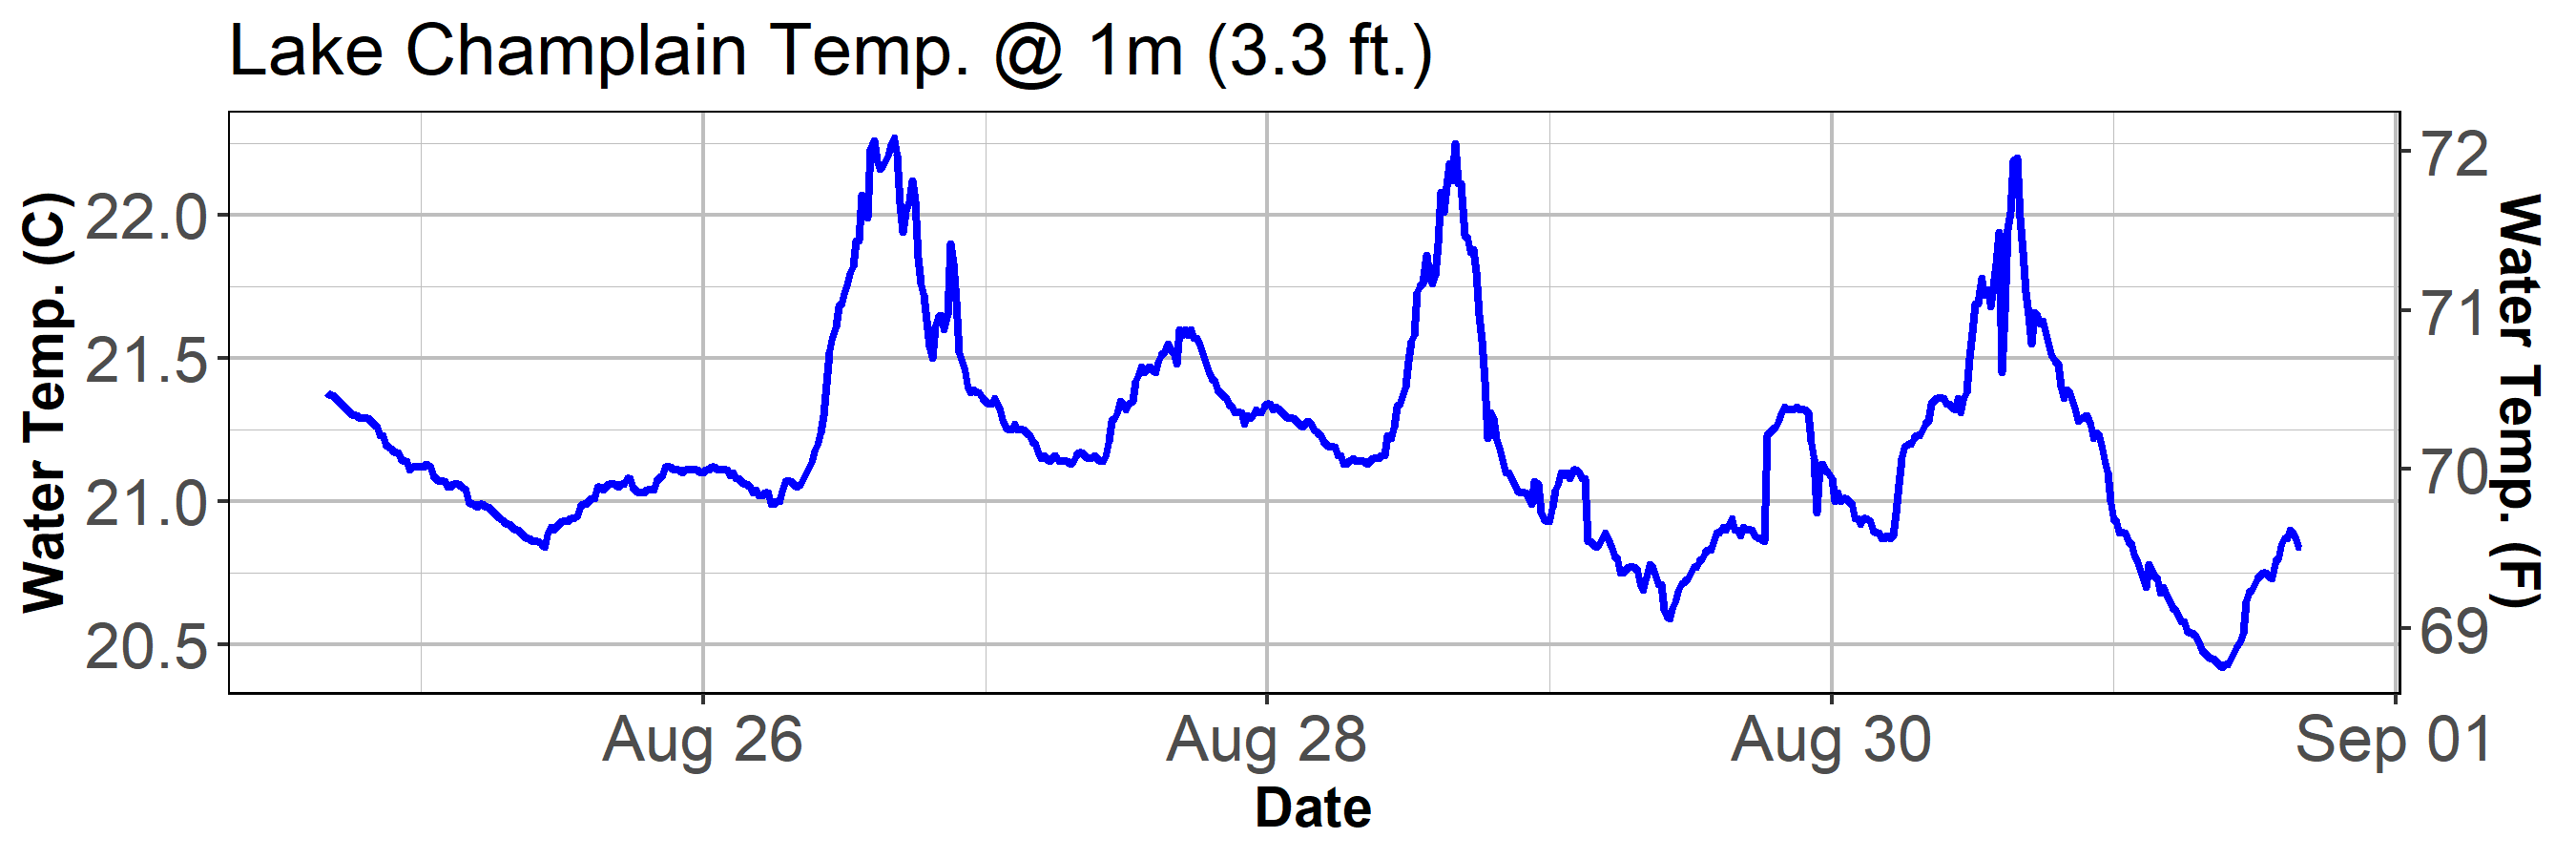 Lake Champlain Temp. @ 1m (3.3 ft.)
Water Temp. (C)
22.0
21.5
21.0
20.5
72
71
70
69
Water Temp. (F)
Aug 26
Aug 28
Aug 30
Sep 01
Date